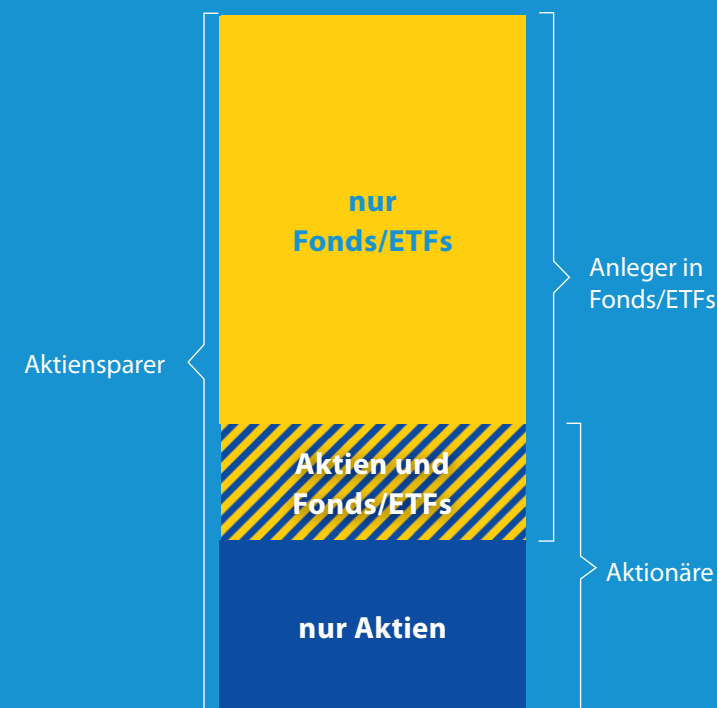 nur
Fonds/ETFs
Anleger in
Fonds/ETFs
Aktiensparer
Aktien und
Fonds/ETFs
Aktionäre
nur Aktien